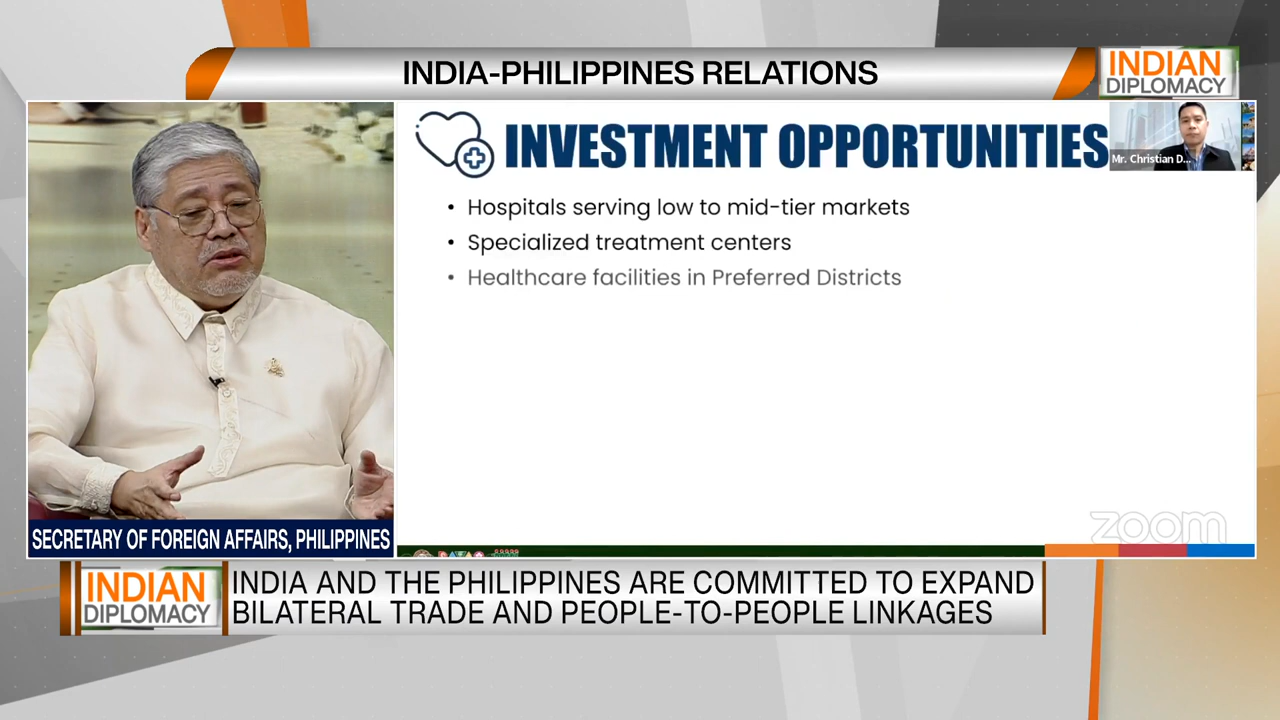 INDIA-PHILIPPINES RELATIONS
INDIAN
DIPLOMACY
INVESTMENT OPPORTUNITIES
Mr. Christian D...
• Hospitals serving low to mid-tier markets
• Specialized treatment centers
• Healthcare facilities in Preferred Districts
zoom
SECRETARY OF FOREIGN AFFAIRS, PHILIPPINES
INDIAN
DIPLOMACY
INDIA AND THE PHILIPPINES ARE COMMITTED TO EXPAND
BILATERAL TRADE AND PEOPLE-TO-PEOPLE LINKAGES